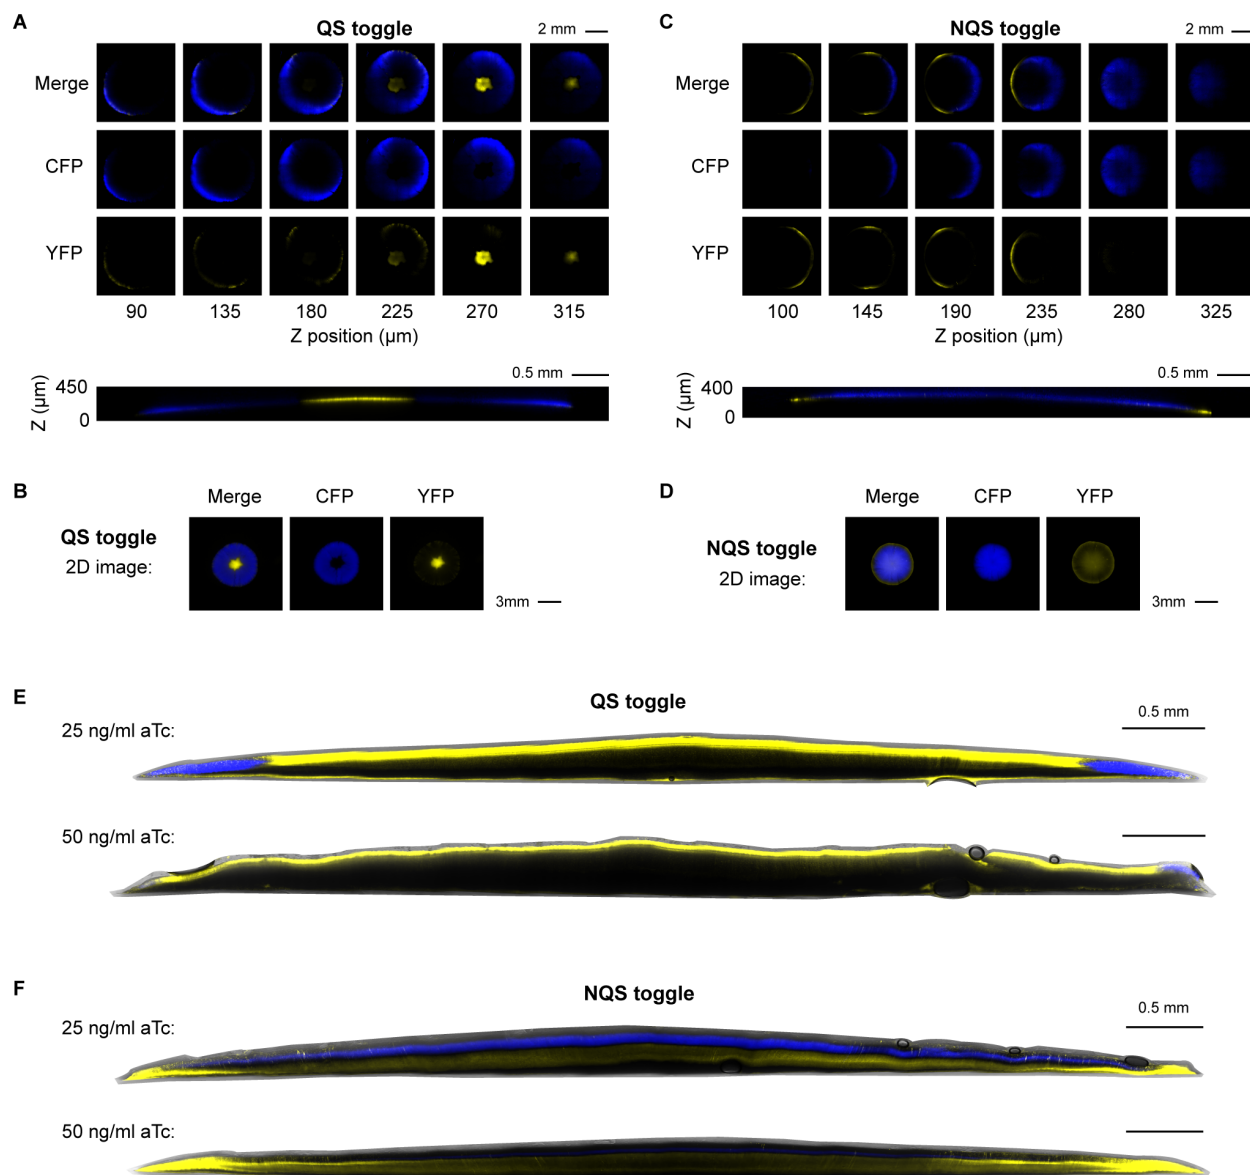 A
QS toggle
2 mm
Merge
CFP
YFP
90 135 180 225 270 315
Z position (µm)
0.5 mm
Z (µm)
450
0
C
NQS toggle
2 mm
Merge
CFP
YFP
100 145 190 235 280 325
Z position (µm)
0.5 mm
Z (µm)
400
0
B
Merge CFP YFP
QS toggle
2D image:
3mm
D
Merge CFP YFP
NQS toggle
2D image:
3mm
E
QS toggle
0.5 mm
25 ng/ml aTc:
50 ng/ml aTc:
F
NQS toggle
0.5 mm
25 ng/ml aTc:
50 ng/ml aTc: